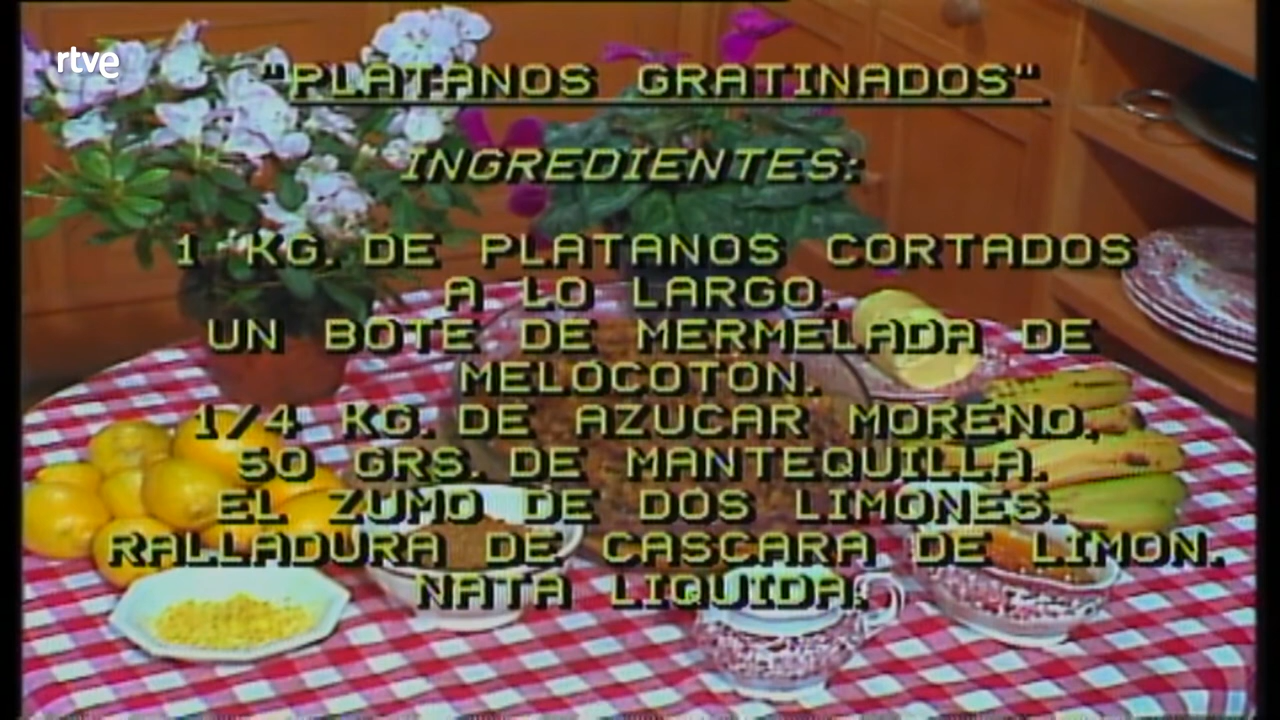 rtve
"PLATANOS GRATINADOS"
INGREDIENTES:
1 KG. DE PLATANOS CORTADOS
A LO LARGO.
UN BOTE DE MERMELADA DE
MELOCOTON.
1/4 KG. DE AZUCAR MORENO.
50 GRS. DE MANTEQUILLA.
EL ZUMO DE DOS LIMONES.
RALLADURA DE CASCARA DE LIMON.
NATA LIQUIDA.